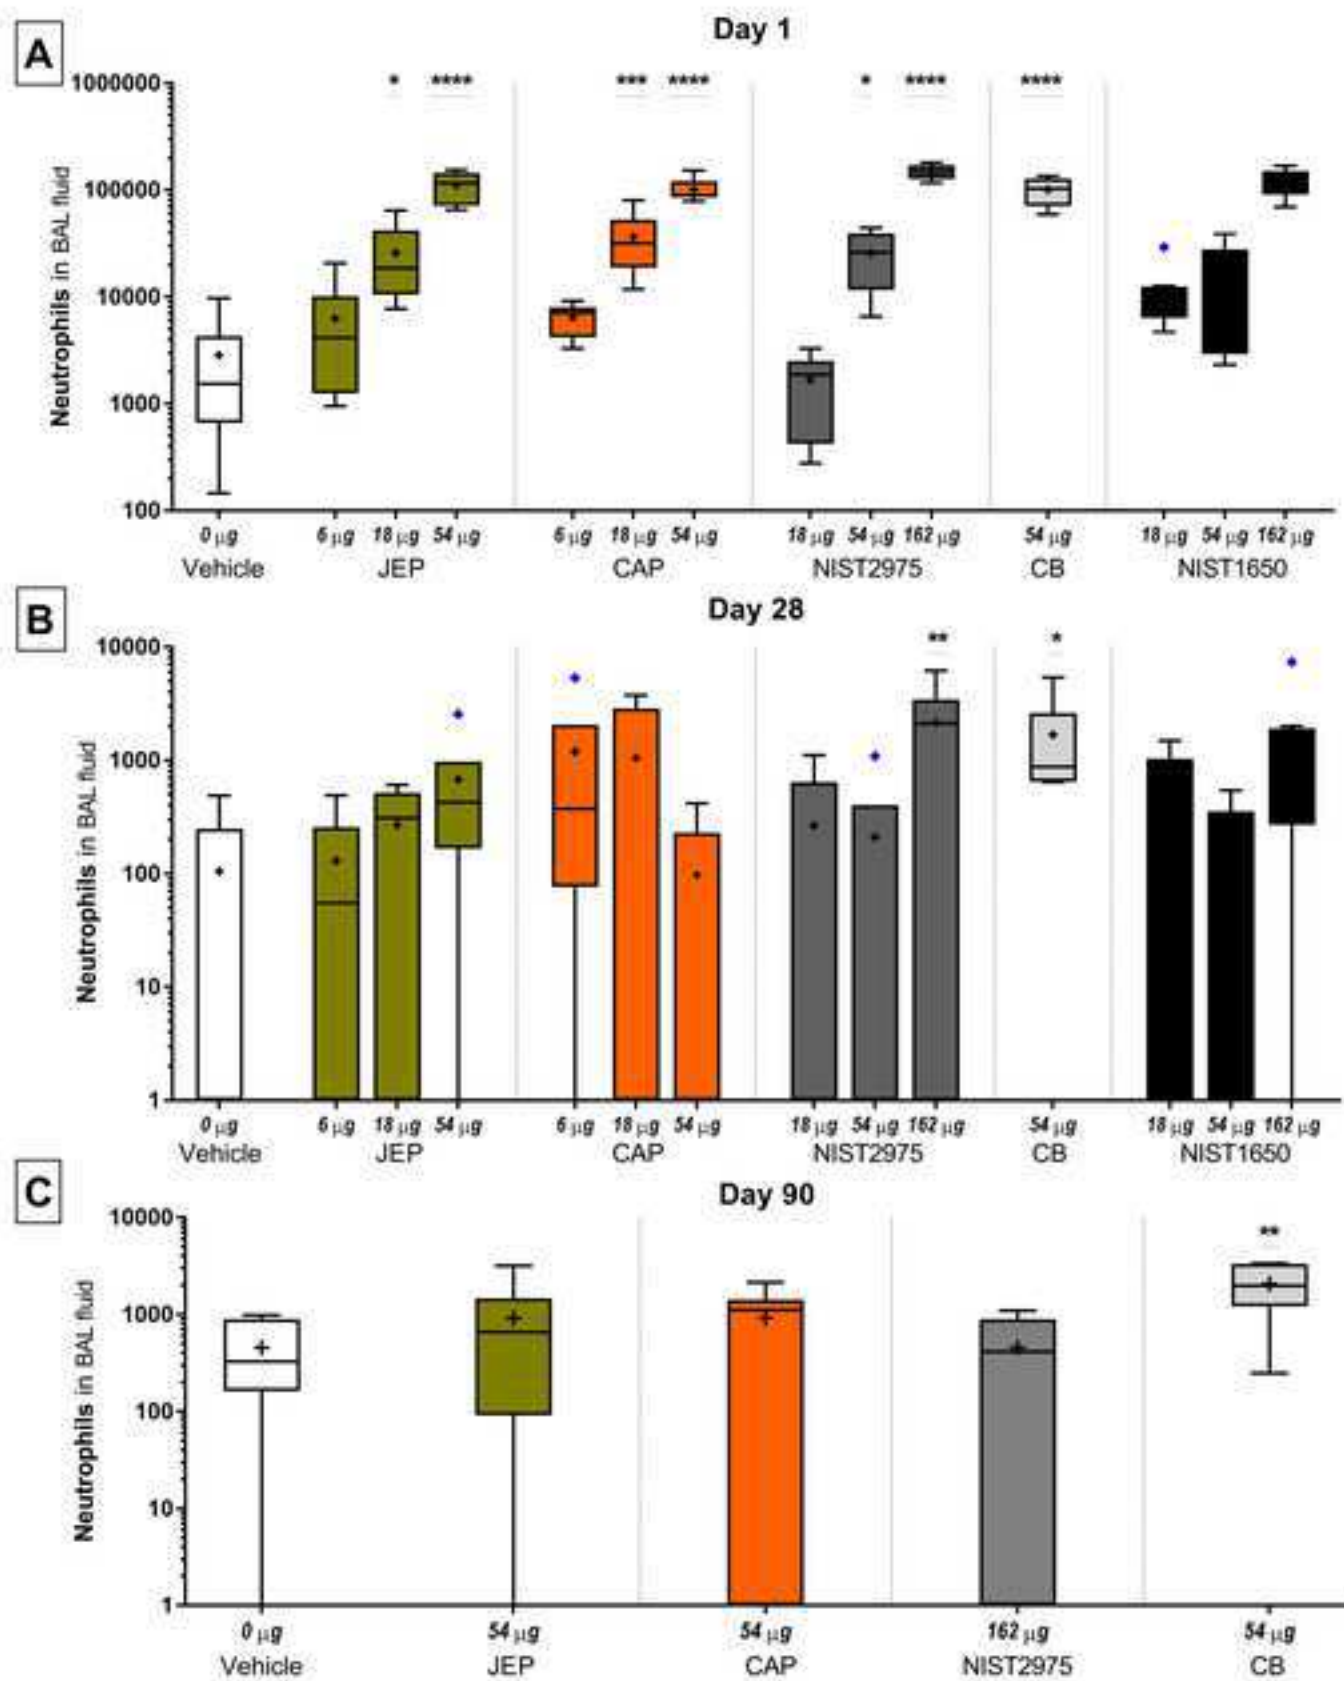 A
Day 1
* **** *** **** * **** ****
1000000
100000
10000
1000
100
Neutrophils in BAL fluid
0 µg 6 µg 18 µg 54 µg 6 µg 18 µg 54 µg 18 µg 54 µg 162 µg 54 µg 18 µg 54 µg 162 µg
Vehicle JEP CAP NIST2975 CB NIST1650
B
Day 28
** *
10000
1000
100
10
1
Neutrophils in BAL fluid
0 µg 6 µg 18 µg 54 µg 6 µg 18 µg 54 µg 18 µg 54 µg 162 µg 54 µg 18 µg 54 µg 162 µg
Vehicle JEP CAP NIST2975 CB NIST1650
C
Day 90
**
10000
1000
100
10
1
Neutrophils in BAL fluid
0 µg 54 µg 54 µg 162 µg 54 µg
Vehicle JEP CAP NIST2975 CB